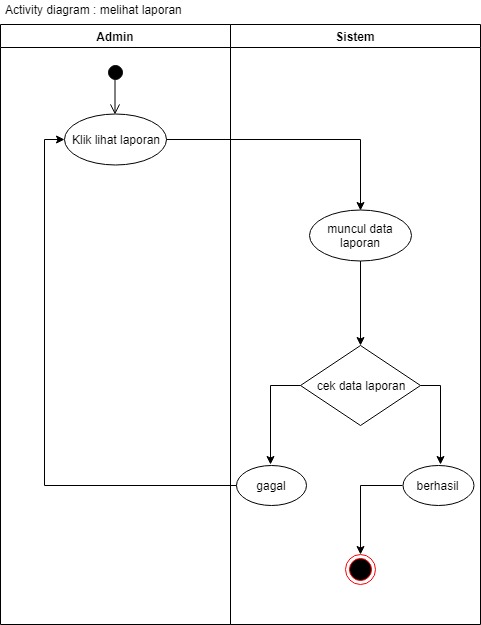 Activity diagram : melihat laporan
Admin
Sistem
Klik lihat laporan
muncul data
laporan
cek data laporan
gagal
berhasil